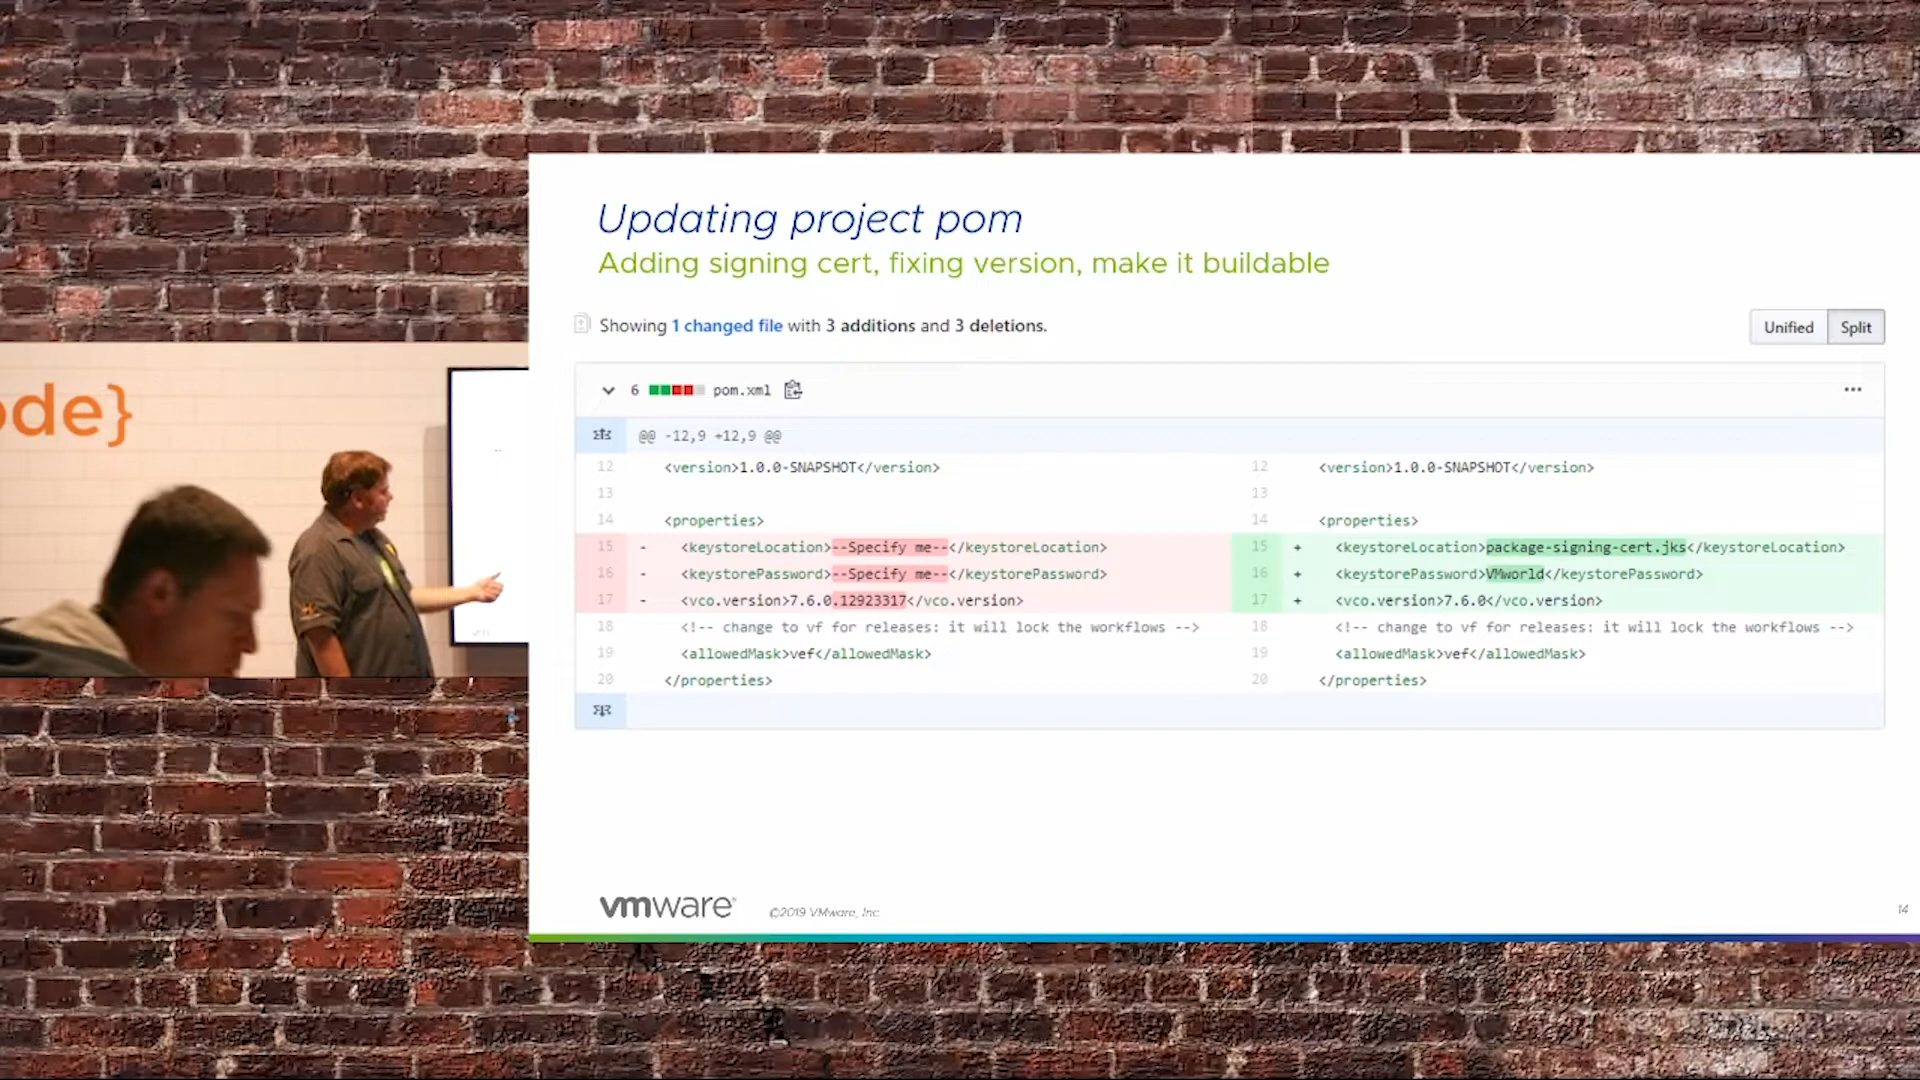 ode}
Updating project pom
Adding signing cert, fixing version, make it buildable
Showing 1 changed file with 3 additions and 3 deletions.
Unified Split
6 pom.xml
@@ -12,9 +12,9 @@
12 <version>1.0.0-SNAPSHOT</version> 12 <version>1.0.0-SNAPSHOT</version>
13 13
14 <properties> 14 <properties>
15 - <keystoreLocation>--Specify me--</keystoreLocation> 15 + <keystoreLocation>package-signing-cert.jks</keystoreLocation>
16 - <keystorePassword>--Specify me--</keystorePassword> 16 + <keystorePassword>VMworld</keystorePassword>
17 - <vco.version>7.6.0.12923317</vco.version> 17 + <vco.version>7.6.0</vco.version>
18 <!-- change to vf for releases: it will lock the workflows --> 18 <!-- change to vf for releases: it will lock the workflows -->
19 <allowedMask>vef</allowedMask> 19 <allowedMask>vef</allowedMask>
20 </properties> 20 </properties>
vmware® ©2019 VMware, Inc. 14